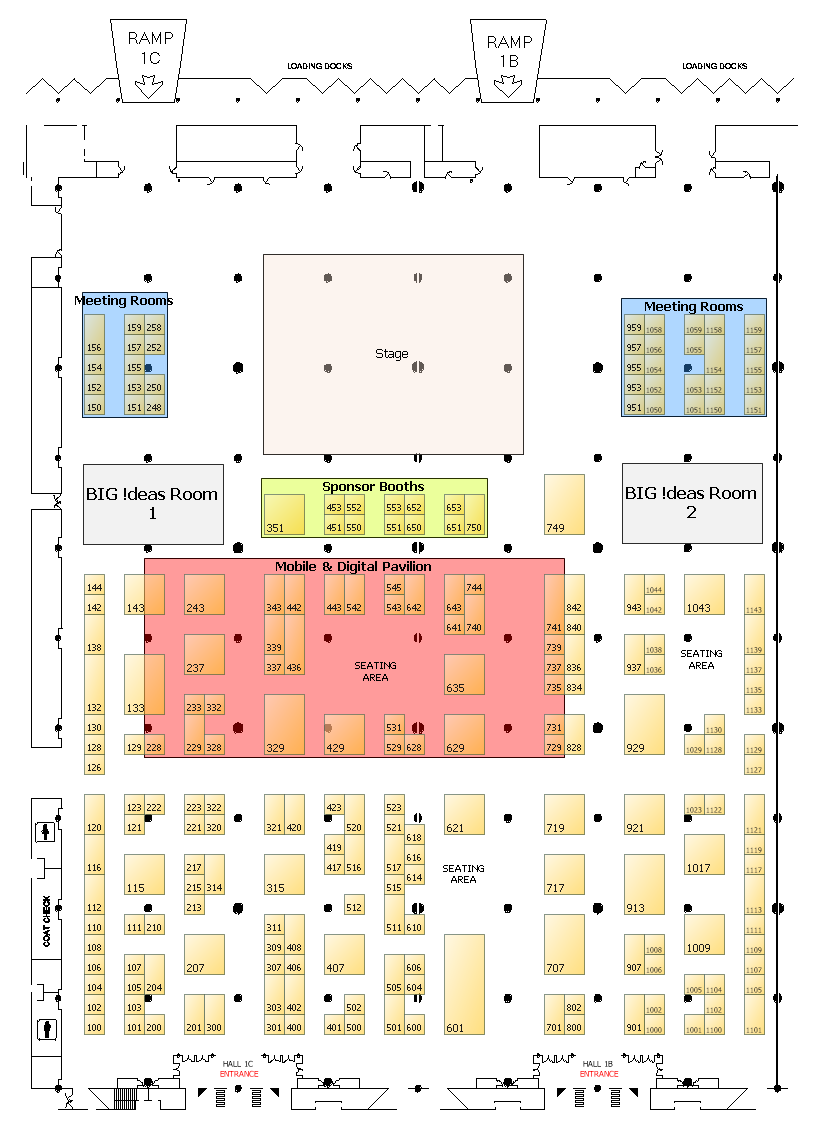 RAMP
1C
RAMP
1B
LOADING DOCKS
LOADING DOCKS
Meeting Rooms
159 258
156 157 252
154 155
152 153 250
150 151 248
Stage
Meeting Rooms
959 1058 1059 1158 1159
957 1056 1055 1157
955 1054 1154 1155
953 1052 1053 1152 1153
951 1050 1051 1150 1151
BIG !deas Room
1
Sponsor Booths
453 552 553 652 653
351 451 550 551 650 651 750
749
BIG !deas Room
2
Mobile & Digital Pavilion
144 545 744 1044
142 143 243 343 442 443 542 543 642 643 842 943 1042 1043 1143
641 740 741 840
138 339 739 1038 1139
237 337 436 737 836 937 1036 1137
SEATING
AREA
SEATING
AREA
635 735 834 1135
132 133 233 332 1133
130 531 731 1130
128 129 228 229 328 329 429 529 628 629 729 828 929 1029 1128 1129
126 1127
123 222 223 322 423 523 1023 1122
120 121 221 320 321 420 520 521 621 719 921 1121
618
419 616 1119
116 217 417 516 517 1017 1117
614
SEATING
AREA
115 215 314 315 515 717 1115
112 213 512 913 1113
110 111 210 311 511 610 1111
108 309 408 1008 1009 1109
106 107 207 307 406 407 606 707 907 1006 1107
104 105 204 505 604 1005 1104 1105
102 103 303 402 502 802 1002
100 101 200 201 300 301 400 401 500 501 600 601 701 800 901 1000 1001 1100 1101
COAT CHECK
HALL 1C
ENTRANCE
HALL 1B
ENTRANCE